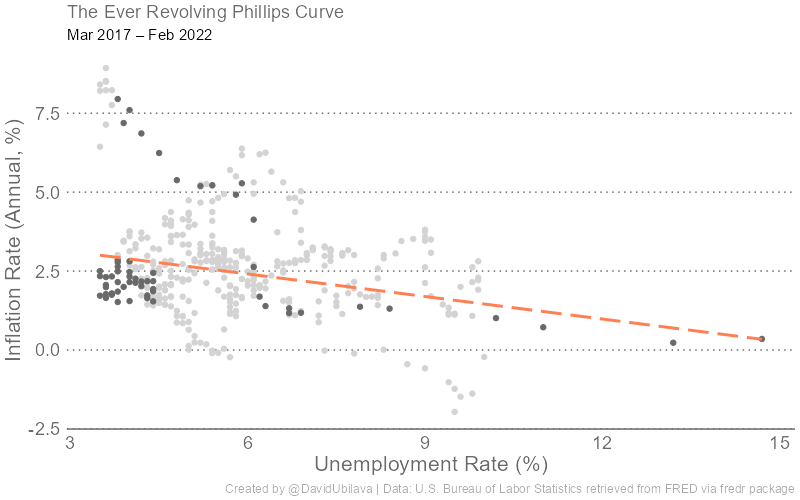 The Ever Revolving Phillips Curve
Mar 2017 – Feb 2022
Inflation Rate (Annual, %)
7.5
5.0
2.5
0.0
-2.5
3
6
9
12
15
Unemployment Rate (%)
Created by @DavidUbilava | Data: U.S. Bureau of Labor Statistics retrieved from FRED via fredr package